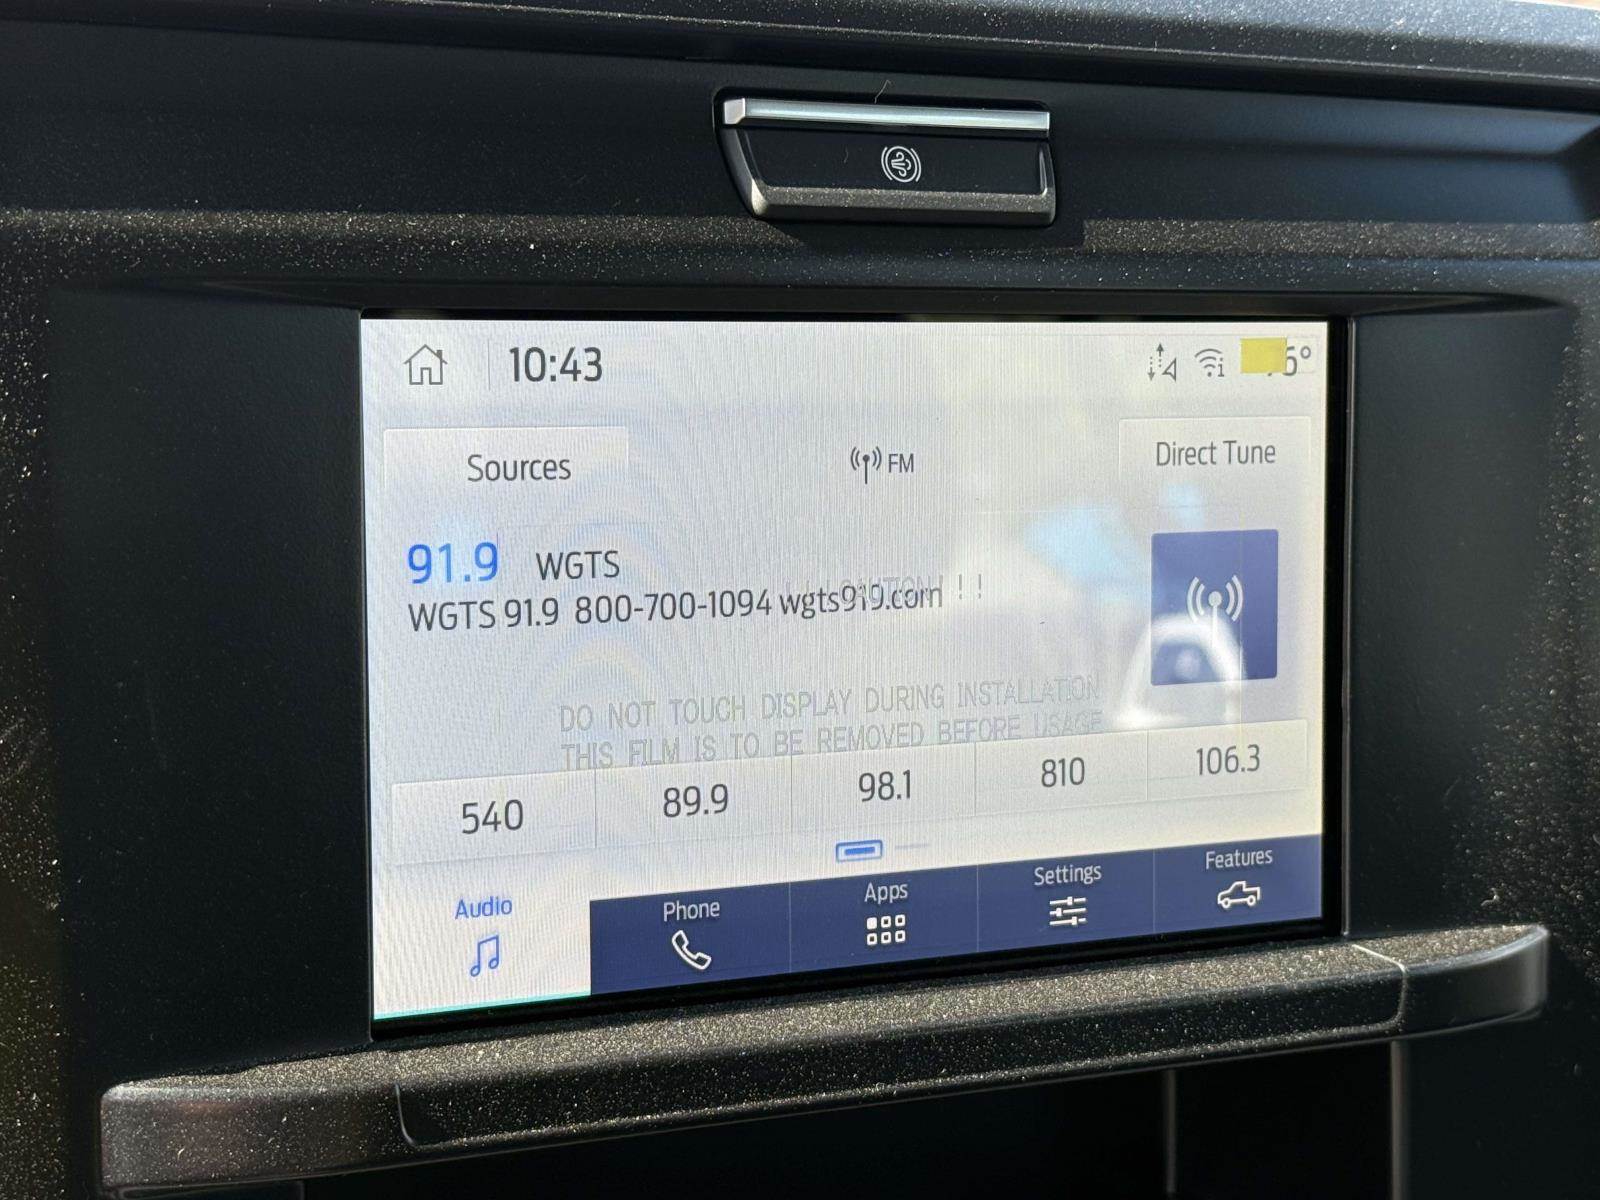 10:43
5°
Sources
FM
Direct Tune
91.9 WGTS
WGTS 91.9 800-700-1094 wgts919.com
! ! CAUTION! ! !
DO NOT TOUCH DISPLAY DURING INSTALLATION
THIS FILM IS TO BE REMOVED BEFORE USAGE
540 89.9 98.1 810 106.3
Audio Phone Apps Settings Features